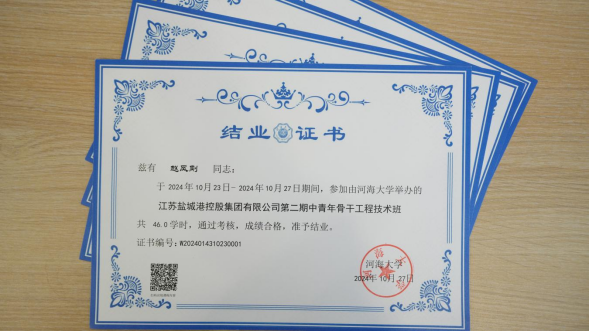 结业证书
兹有 赵凤荆 同志：
于 2024年10月23日-2024年10月27日期间，参加由河海大学举办的
江苏盐城港控股集团有限公司第二期中青年骨干工程技术班
共 46.0 学时，通过考核，成绩合格，准予结业。
证书编号：W2024014310230001
河海大学
2024年10月27日